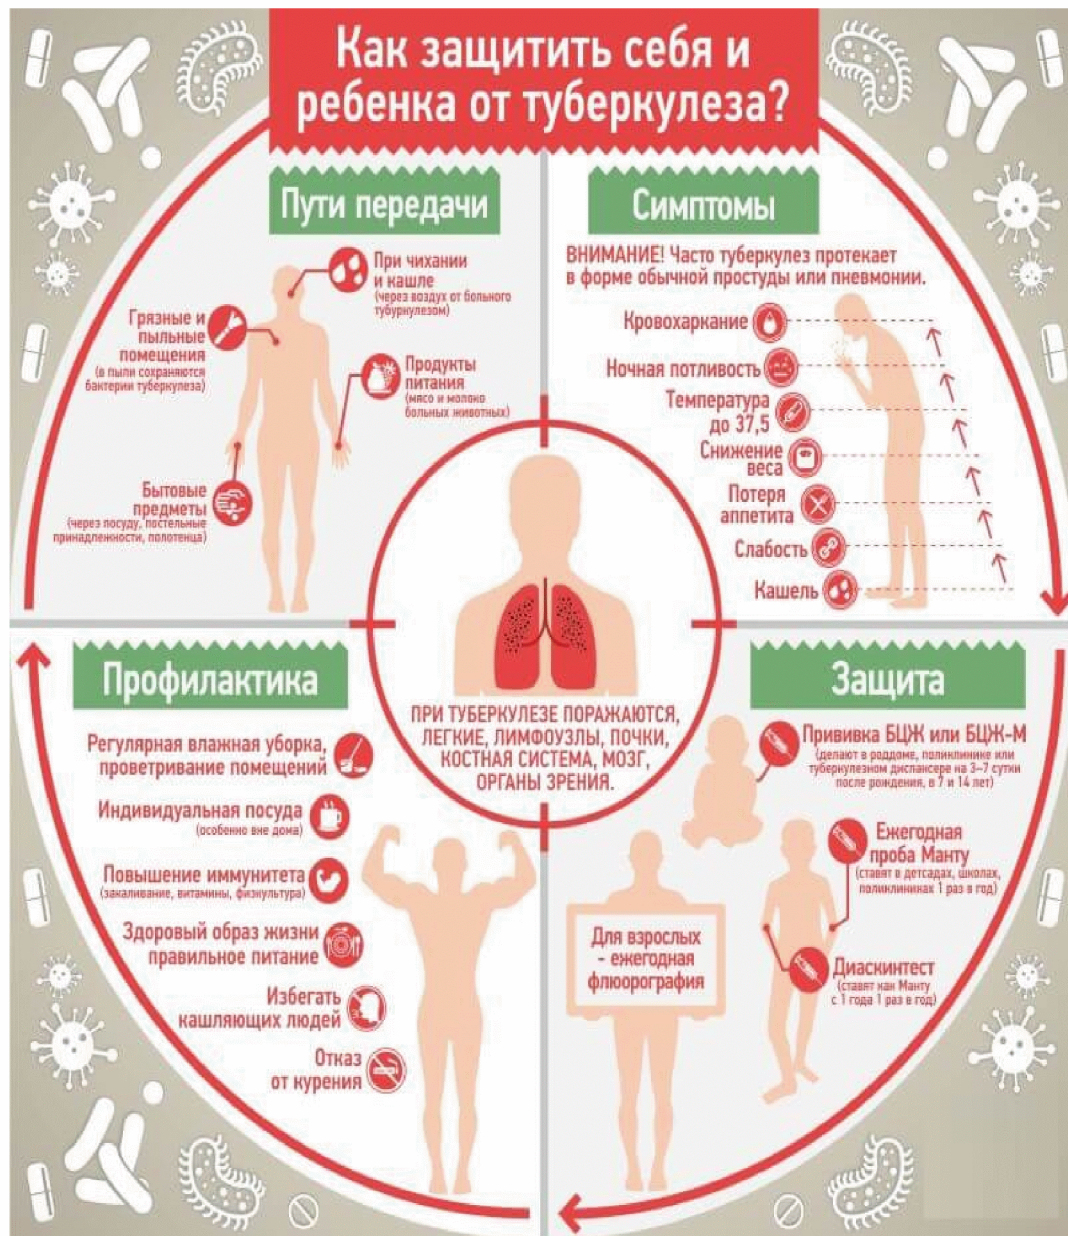 Как защитить себя и
ребенка от туберкулеза?
Пути передачи
При чихании
и кашле
(через воздух от больного
тубуркулезом)
Грязные и
пыльные
помещения
(в пыли сохраняются
бактерии туберкулеза)
Продукты
питания
(мясо и молоко
больных животных)
Бытовые
предметы
(через посуду, постельные
принадлежности, полотенца)
Симптомы
ВНИМАНИЕ! Часто туберкулез протекает
в форме обычной простуды или пневмонии.
Кровохаркание
Ночная потливость
Температура
до 37,5
Снижение
веса
Потеря
аппетита
Слабость
Кашель
ПРИ ТУБЕРКУЛЕЗЕ ПОРАЖАЮТСЯ,
ЛЕГКИЕ, ЛИМФОУЗЛЫ, ПОЧКИ,
КОСТНАЯ СИСТЕМА, МОЗГ,
ОРГАНЫ ЗРЕНИЯ.
Профилактика
Регулярная влажная уборка,
проветривание помещений
Индивидуальная посуда
(особенно вне дома)
Повышение иммунитета
(закаливание, витамины, физкультура)
Здоровый образ жизни
правильное питание
Избегать
кашляющих людей
Отказ
от курения
Защита
Прививка БЦЖ или БЦЖ-М
(делают в роддоме, поликлинике или
туберкулезном диспансере на 3-7 сутки
после рождения, в 7 и 14 лет)
Ежегодная
проба Манту
(ставят в детсадах, школах,
поликлиниках 1 раз в год)
Для взрослых
- ежегодная
флюорография
Диаскинтест
(ставят как Манту
с 1 года 1 раз в год)